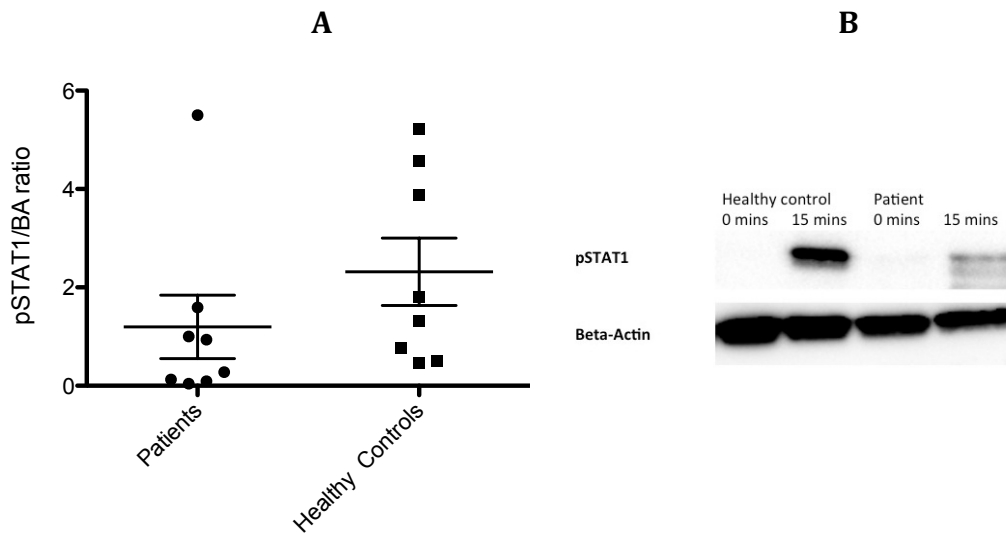 A
B
6
4
2
0
pSTAT1/BA ratio
Patients
Healthy Controls
Healthy control Patient
0 mins 15 mins 0 mins 15 mins
pSTAT1
Beta-Actin